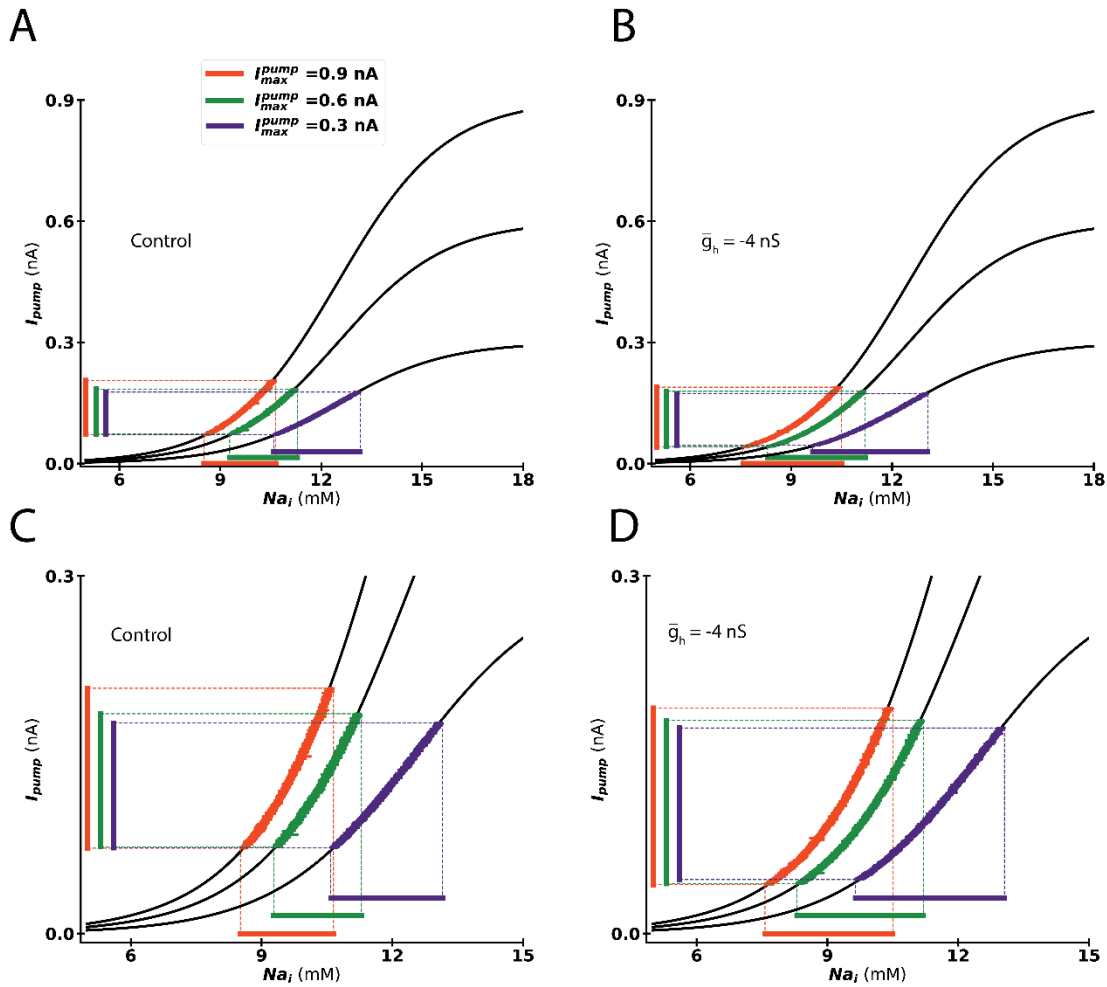 A
B
I_max^pump =0.9 nA
I_max^pump =0.6 nA
I_max^pump =0.3 nA
0.9
0.6
0.3
0.0
I_pump (nA)
Control
6 9 12 15 18
Na_i (mM)
0.9
0.6
0.3
0.0
I_pump (nA)
g̅_h = -4 nS
6 9 12 15 18
Na_i (mM)
C
D
0.3
0.0
I_pump (nA)
Control
6 9 12 15
Na_i (mM)
0.3
0.0
I_pump (nA)
g̅_h = -4 nS
6 9 12 15
Na_i (mM)